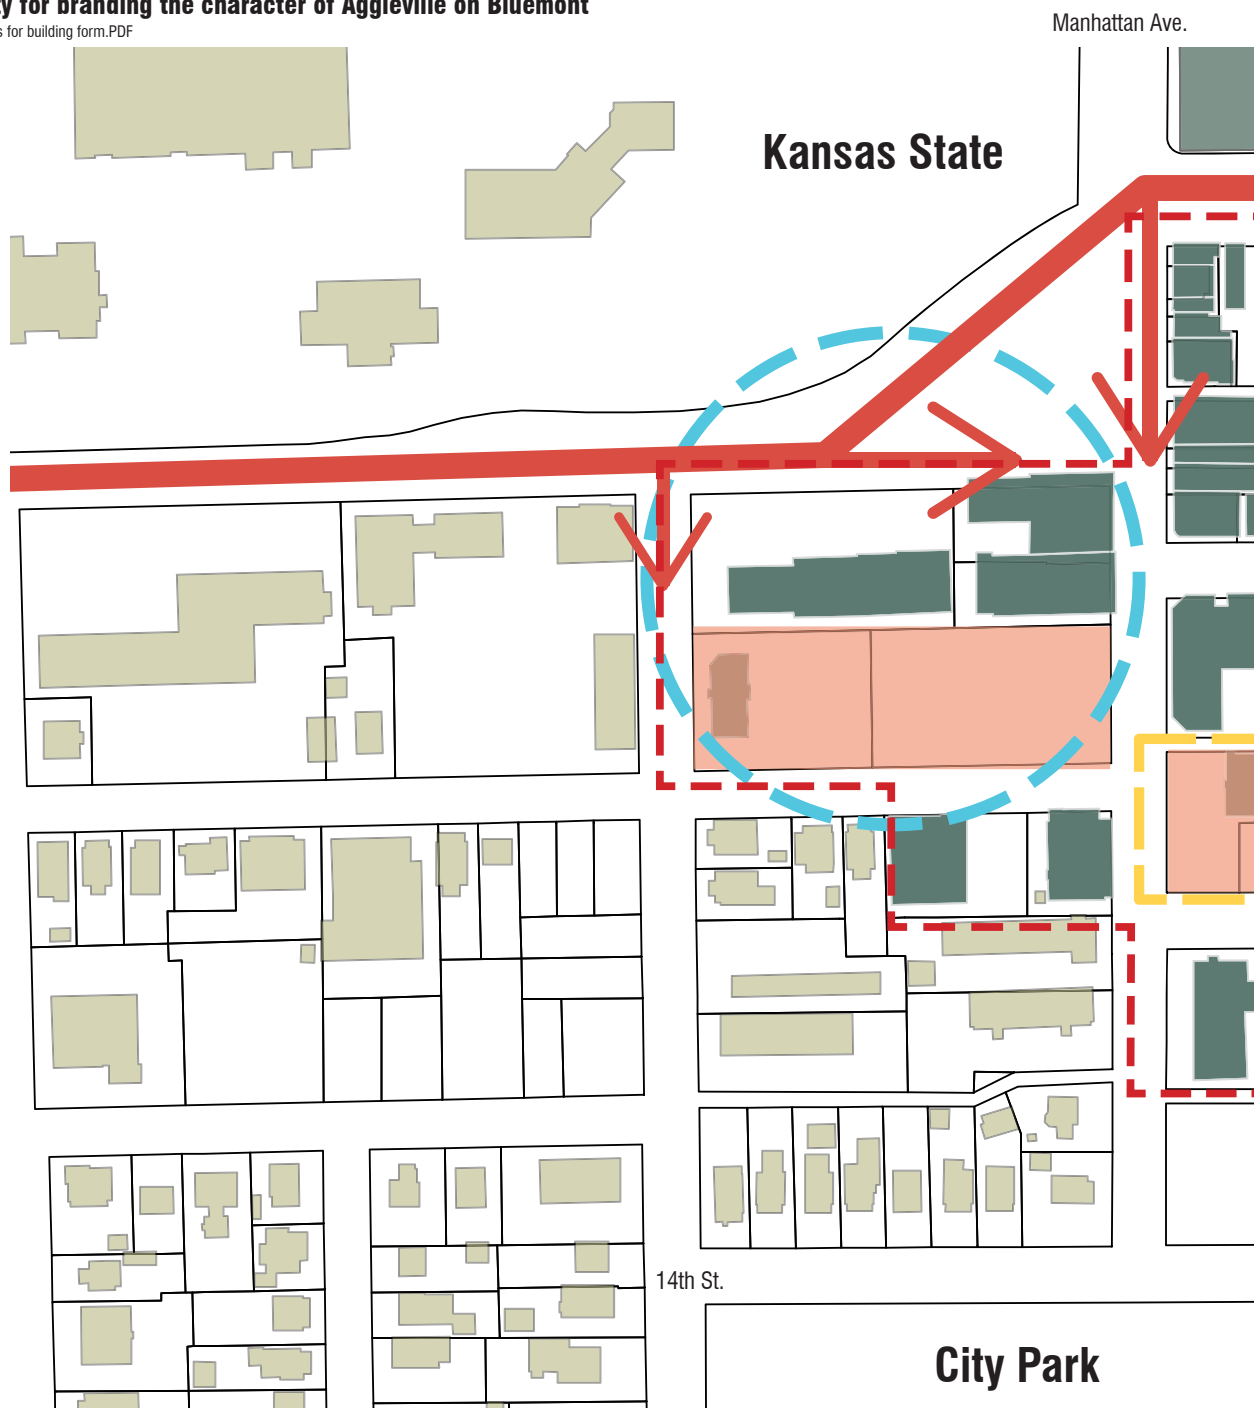 for branding the character of Aggieville on Bluemont
for building form.PDF
Manhattan Ave.
Kansas State
14th St.
City Park